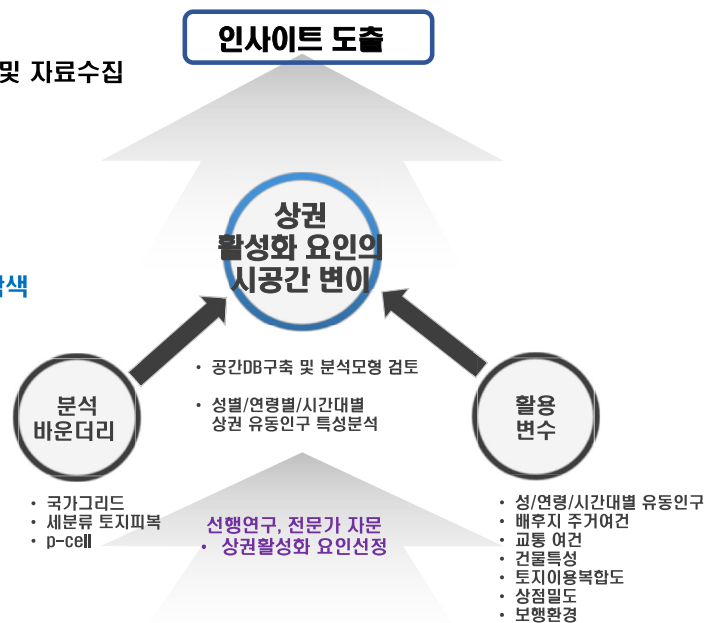 인사이트 도출
및 자료수집
상권
활성화 요인의
시공간 변이
색
• 공간DB구축 및 분석모형 검토
• 성별/연령별/시간대별
상권 유동인구 특성분석
분석
바운더리
• 국가그리드
• 세분류 토지피복
• p-cell
활용
변수
• 성/연령/시간대별 유동인구
• 배후지 주거여건
• 교통 여건
• 건물특성
• 토지이용복합도
• 상점밀도
• 보행환경
선행연구, 전문가 자문
• 상권활성화 요인선정